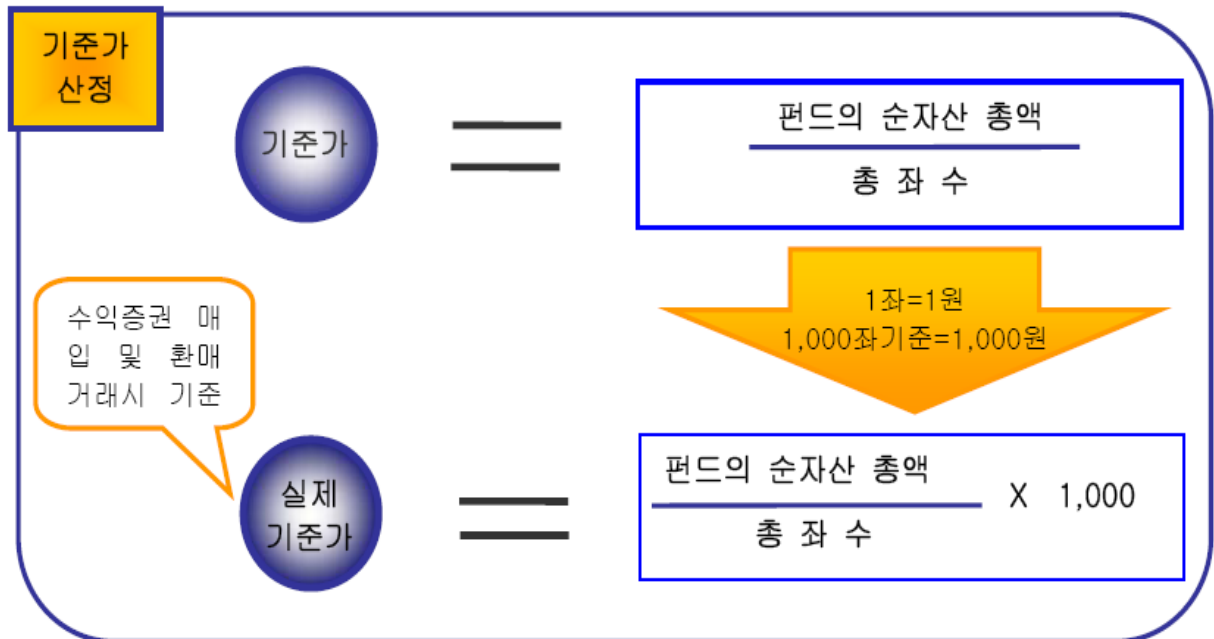 기준가
산정
기준가
펀드의 순자산 총액
총 좌 수
1좌=1원
1,000좌기준=1,000원
수익증권 매
입 및 환매
거래시 기준
실제
기준가
펀드의 순자산 총액
총 좌 수
X 1,000